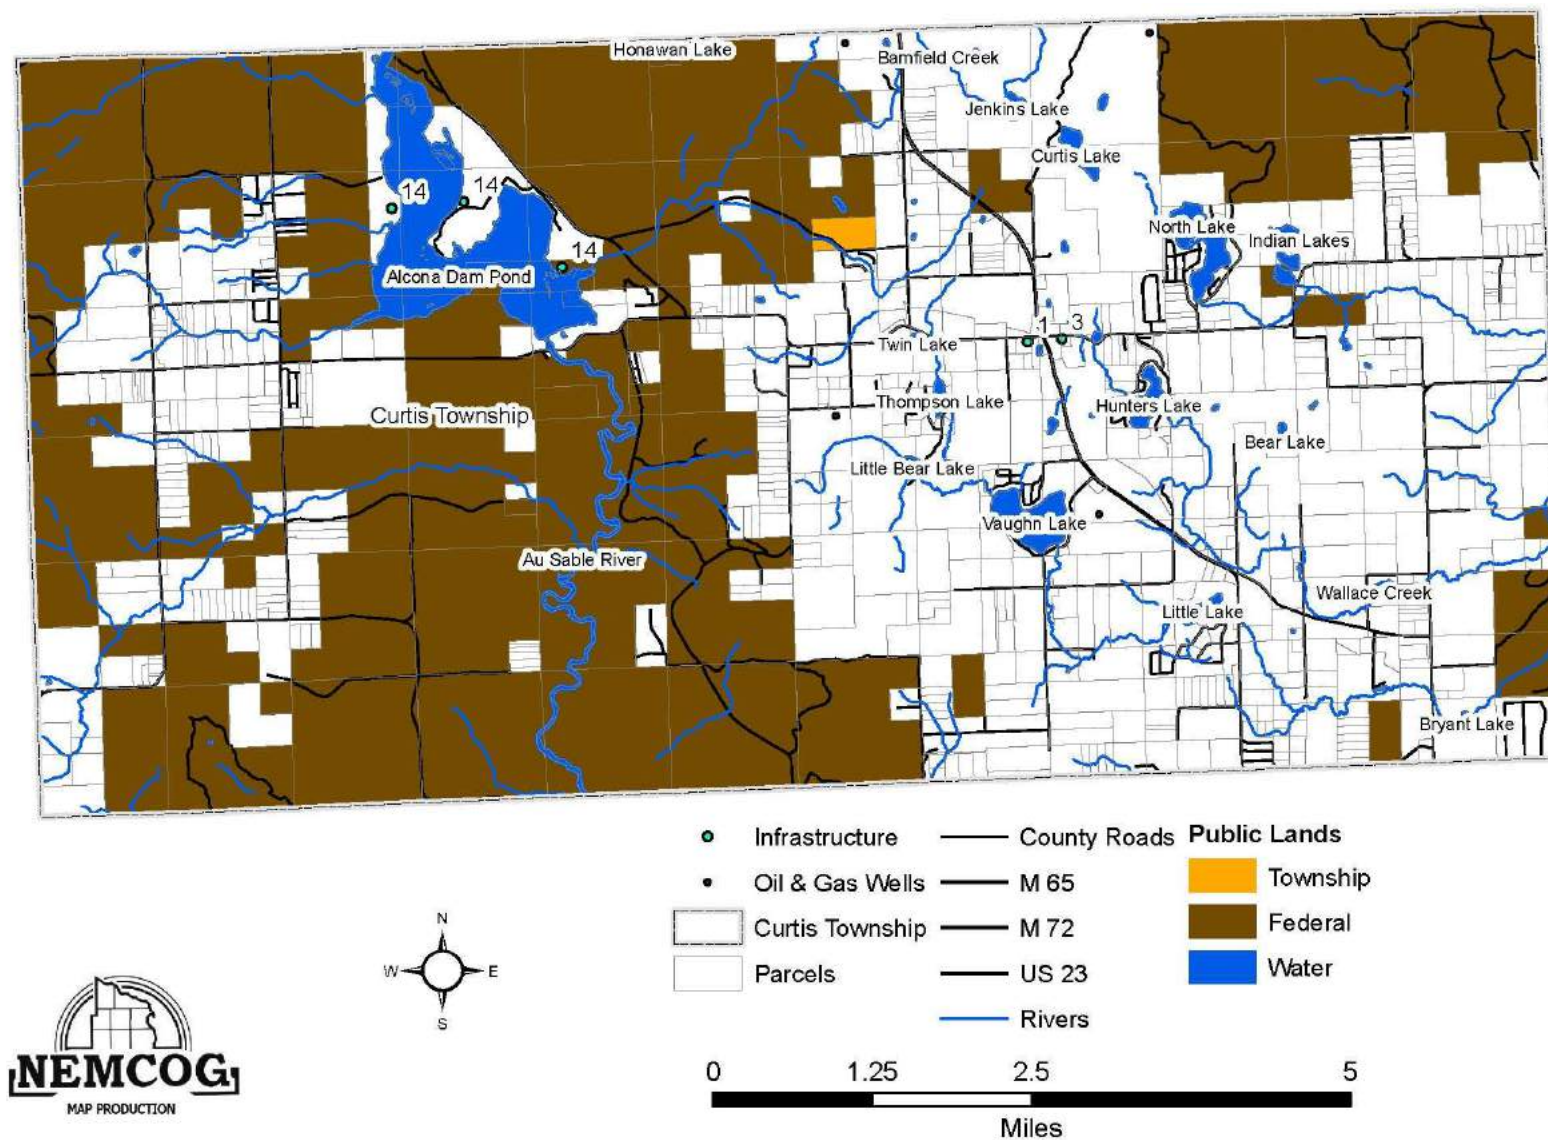 Honawan Lake
Bamfield Creek
Jenkins Lake
Curtis Lake
14
14
North Lake
Indian Lakes
14
Alcona Dam Pond
1
3
Twin Lake
Thompson Lake
Hunters Lake
Curtis Township
Bear Lake
Little Bear Lake
Vaughn Lake
Au Sable River
Wallace Creek
Little Lake
Bryant Lake
Infrastructure
County Roads
Public Lands
Oil & Gas Wells
M 65
Township
Curtis Township
M 72
Federal
Parcels
US 23
Water
Rivers
N
W
E
S
NEMCOG
MAP PRODUCTION
0
1.25
2.5
5
Miles